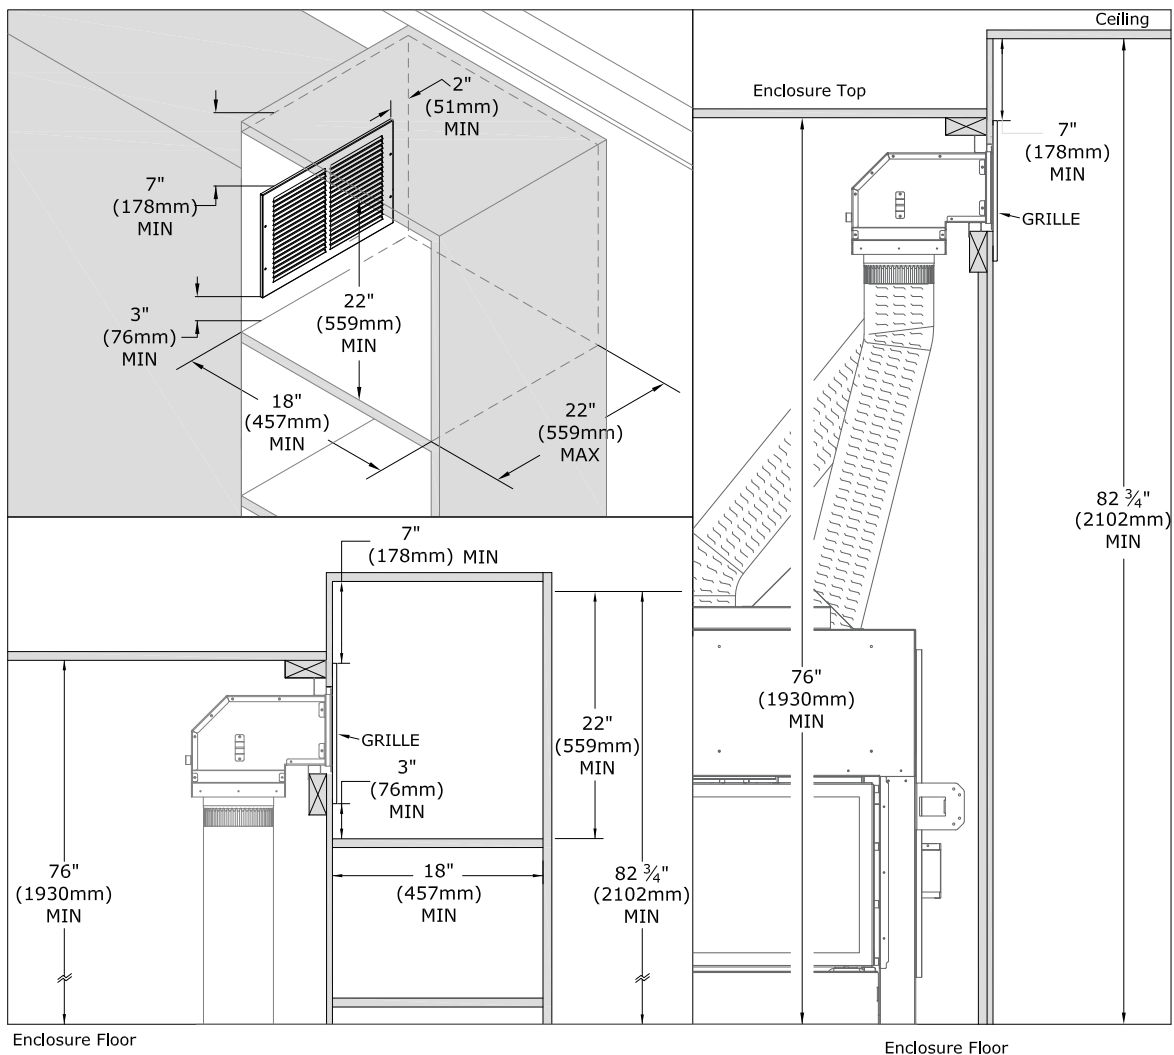 2"
(51mm)
MIN
7"
(178mm)
MIN
3"
(76mm)
MIN
22"
(559mm)
MIN
18"
(457mm)
MIN
22"
(559mm)
MAX
7"
(178mm) MIN
GRILLE
3"
(76mm)
MIN
22"
(559mm)
MIN
76"
(1930mm)
MIN
18"
(457mm)
MIN
82 ¾"
(2102mm)
MIN
Enclosure Floor
Ceiling
Enclosure Top
7"
(178mm)
MIN
GRILLE
82 ¾"
(2102mm)
MIN
76"
(1930mm)
MIN
Enclosure Floor